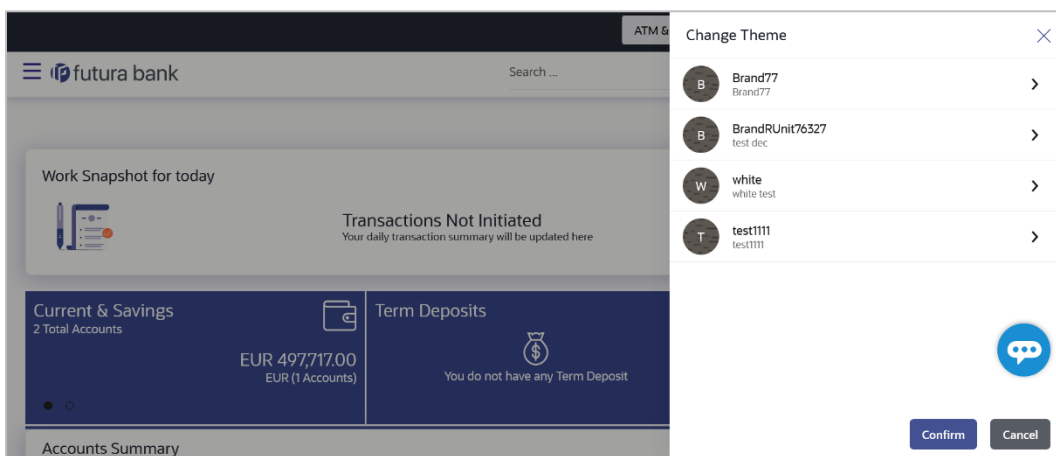 ATM &
futura bank
Search ...
Work Snapshot for today
Transactions Not Initiated
Your daily transaction summary will be updated here
Current & Savings
2 Total Accounts
EUR 497,717.00
EUR (1 Accounts)
Term Deposits
You do not have any Term Deposit
Accounts Summary
Change Theme
B
Brand77
Brand77
B
BrandRUnit76327
test dec
W
white
white test
T
test1111
test1111
Confirm
Cancel